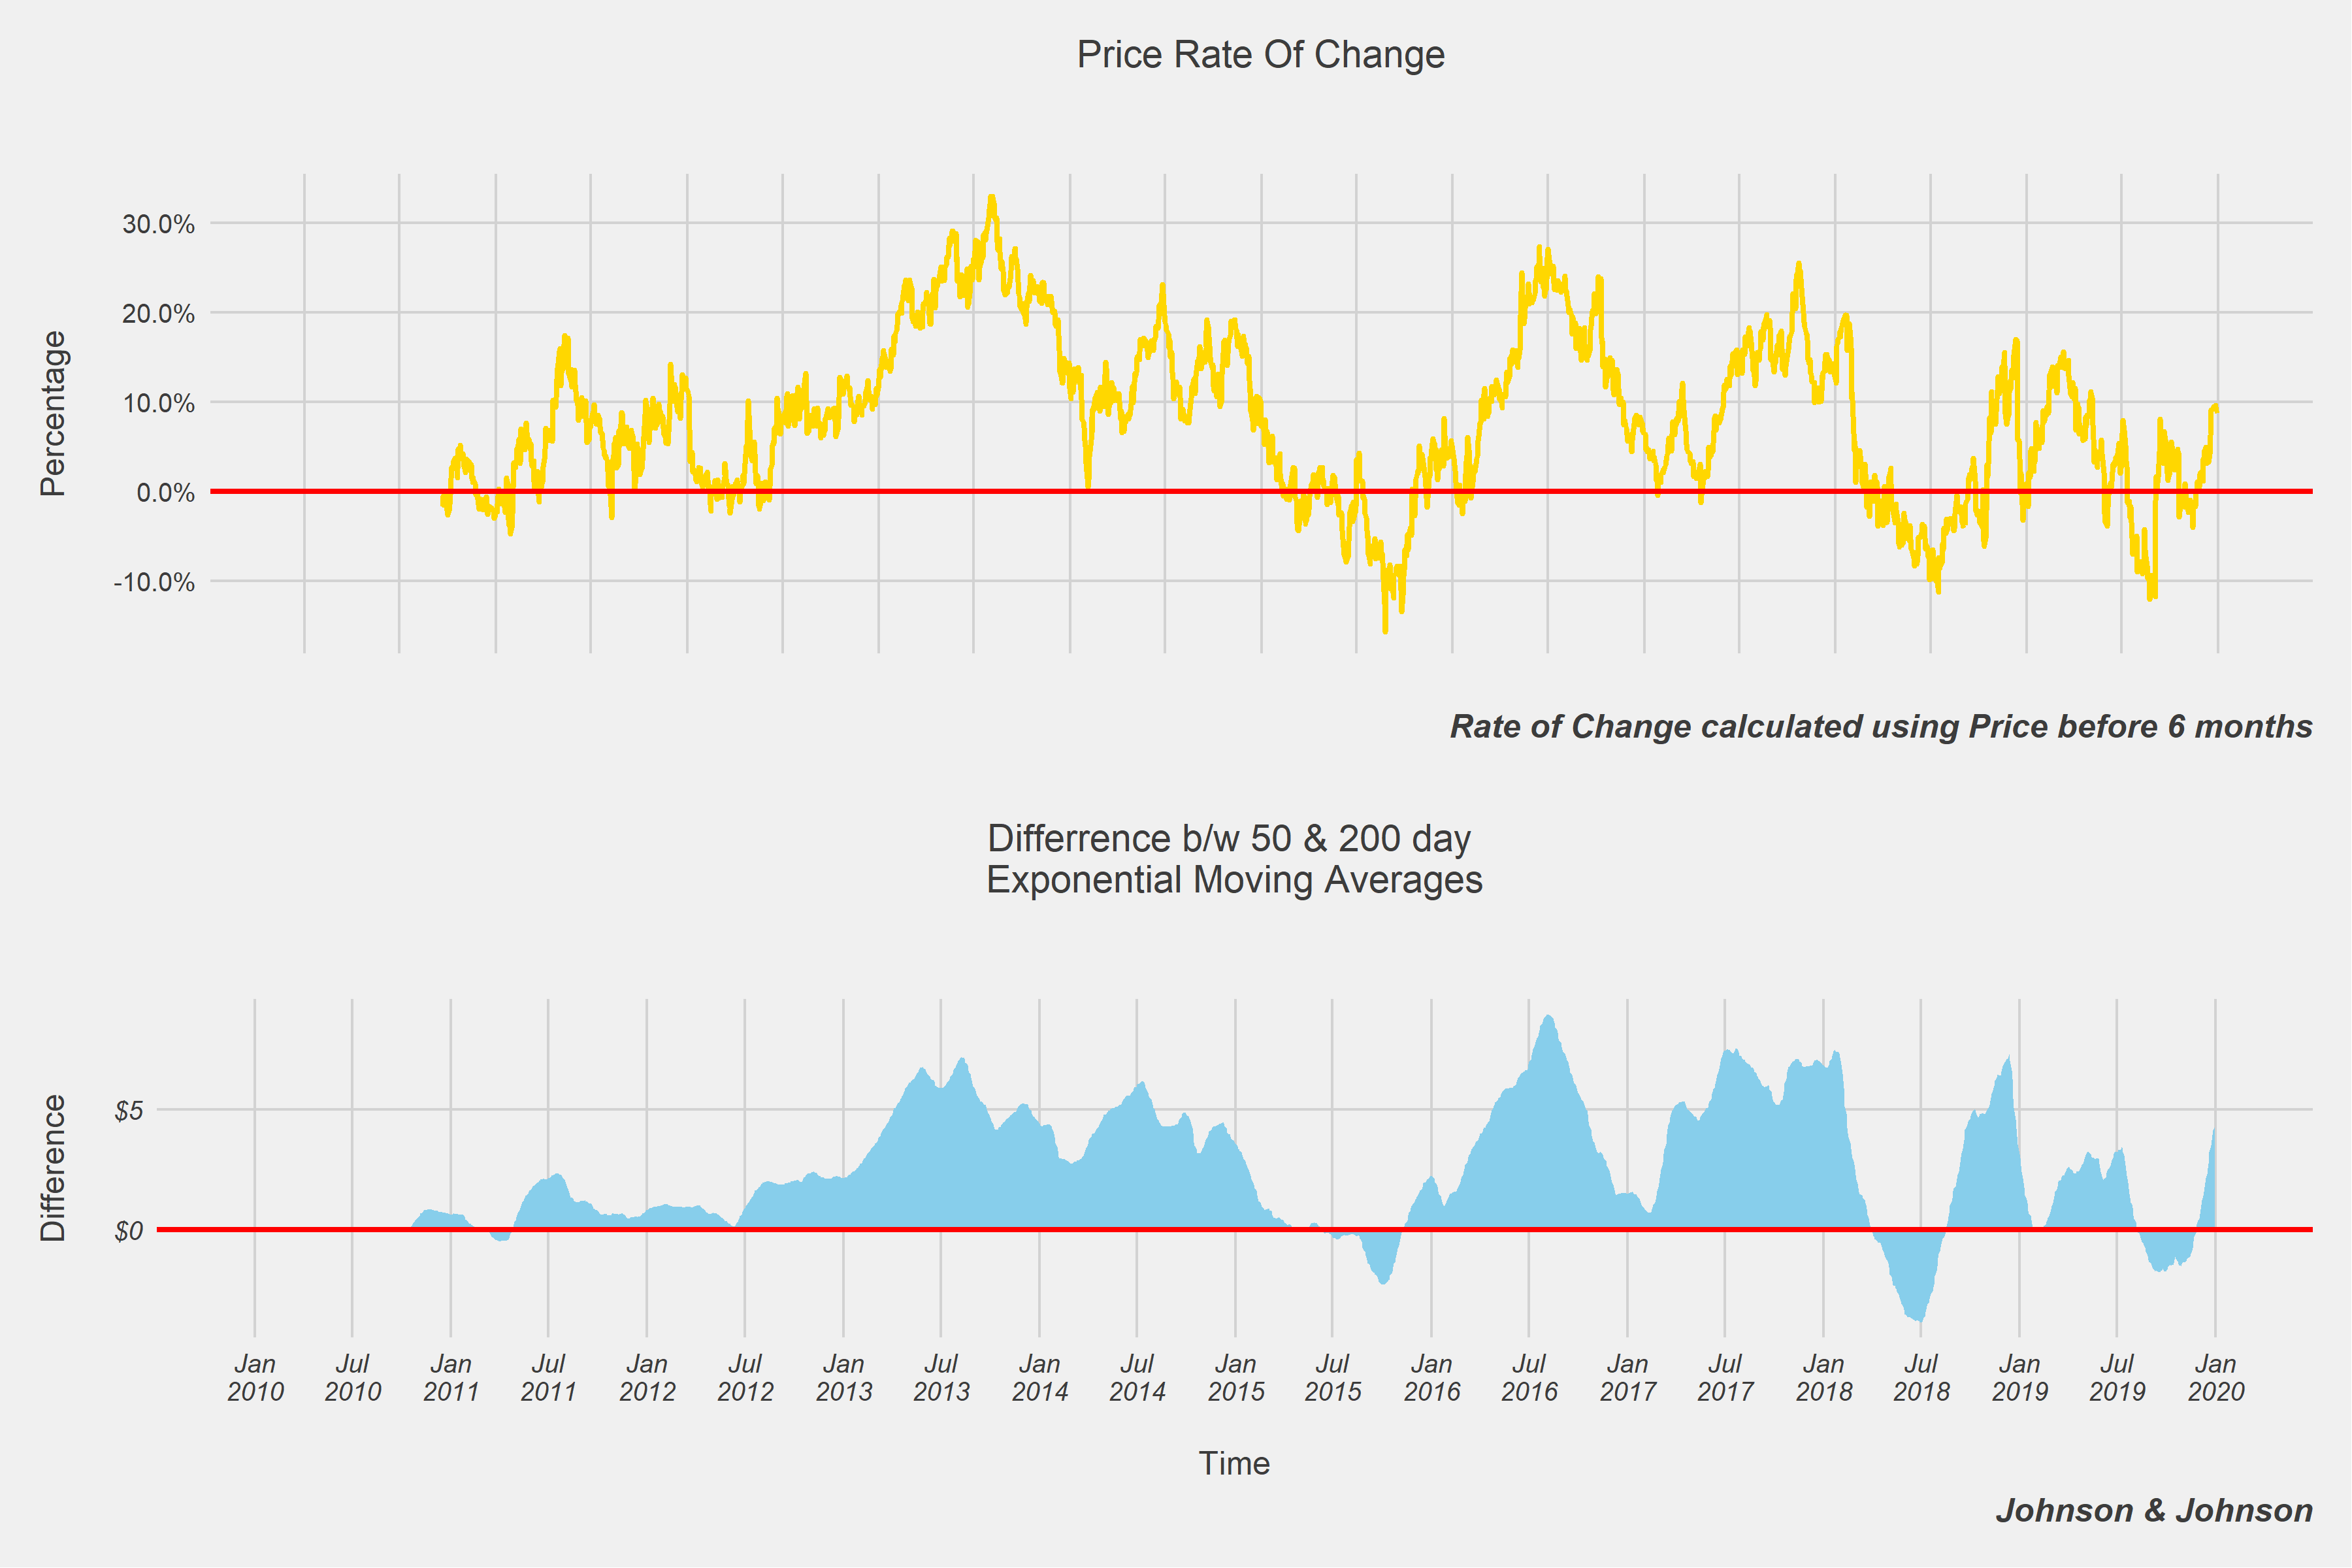 Price Rate Of Change
Percentage
30.0%
20.0%
10.0%
0.0%
-10.0%
Rate of Change calculated using Price before 6 months
Differrence b/w 50 & 200 day
Exponential Moving Averages
Difference
$5
$0
Jan Jul Jan Jul Jan Jul Jan Jul Jan Jul Jan Jul Jan Jul Jan Jul Jan Jul Jan Jul Jan
2010 2010 2011 2011 2012 2012 2013 2013 2014 2014 2015 2015 2016 2016 2017 2017 2018 2018 2019 2019 2020
Time
Johnson & Johnson